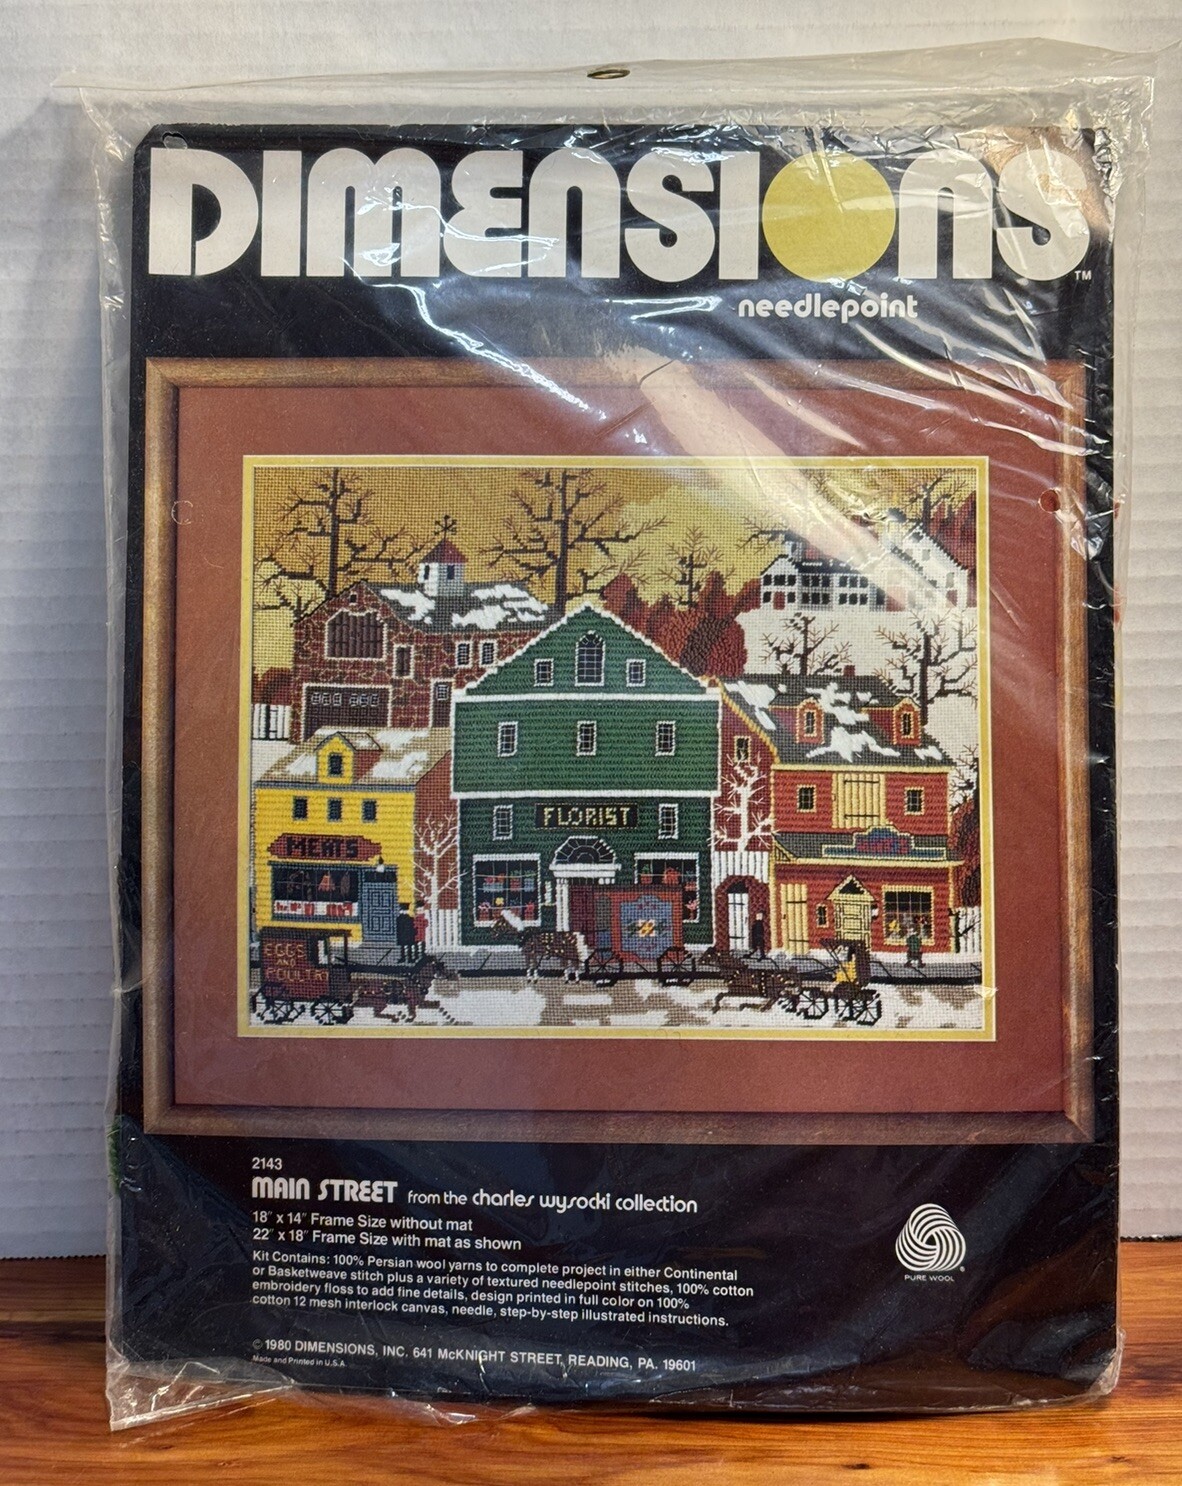 DIMENSIONS™
needlepoint
FLORIST
MEATS
EGGS
AND
POULTRY
2143
MAIN STREET from the charles wysocki collection
18" x 14" Frame Size without mat
22" x 18" Frame Size with mat as shown
Kit Contains: 100% Persian wool yarns to complete project in either Continental
or Basketweave stitch plus a variety of textured needlepoint stitches, 100% cotton
embroidery floss to add fine details, design printed in full color on 100%
cotton 12 mesh interlock canvas, needle, step-by-step illustrated instructions.
®
PURE WOOL
© 1980 DIMENSIONS, INC. 641 McKNIGHT STREET, READING, PA. 19601
Made and Printed in U.S.A.